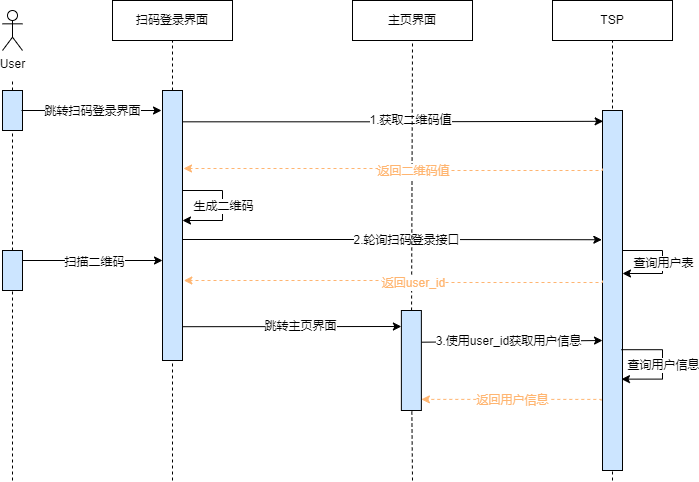 扫码登录界面
主页界面
TSP
User
跳转扫码登录界面
1.获取二维码值
返回二维码值
生成二维码
2.轮询扫码登录接口
扫描二维码
查询用户表
返回user_id
跳转主页界面
3.使用user_id获取用户信息
查询用户信息
返回用户信息